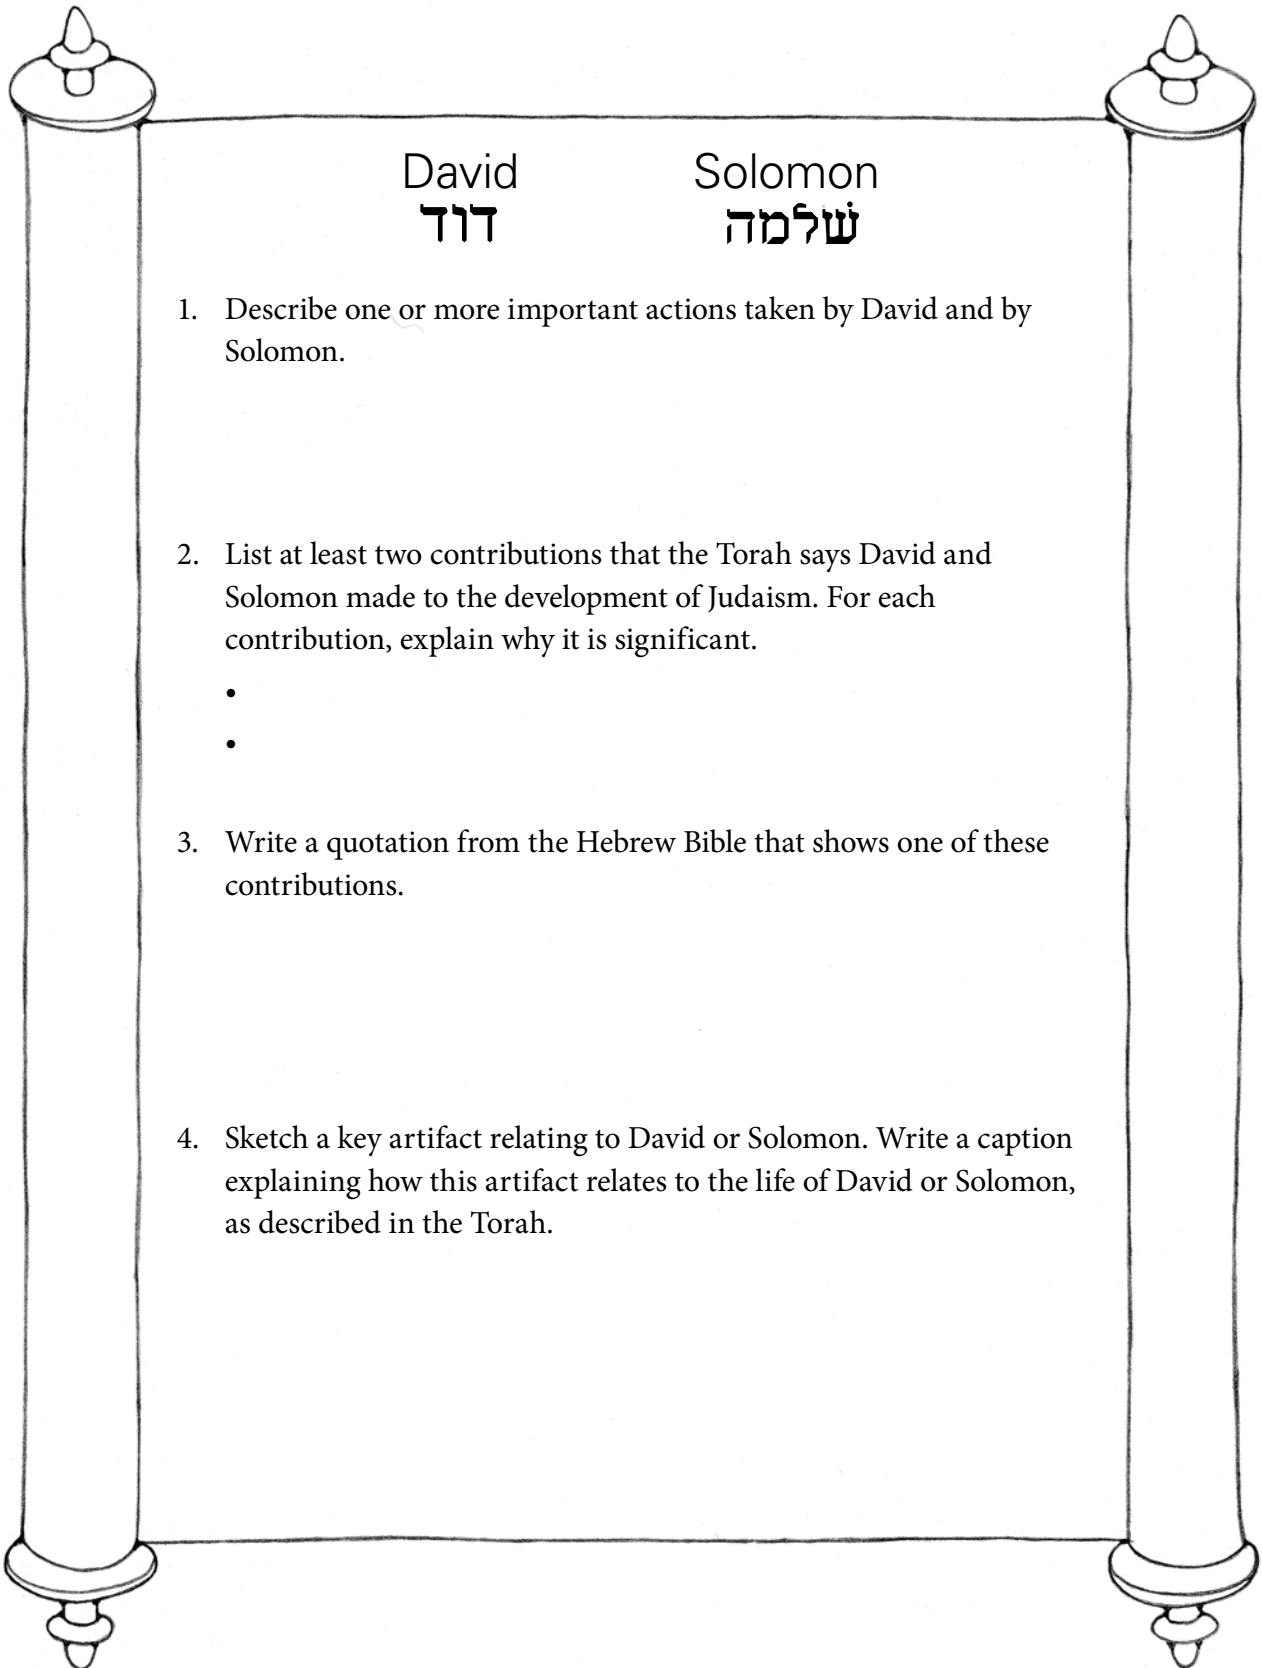 David Solomon
דוד שׁלמה
1. Describe one or more important actions taken by David and by
Solomon.
2. List at least two contributions that the Torah says David and
Solomon made to the development of Judaism. For each
contribution, explain why it is significant.
•
•
3. Write a quotation from the Hebrew Bible that shows one of these
contributions.
4. Sketch a key artifact relating to David or Solomon. Write a caption
explaining how this artifact relates to the life of David or Solomon,
as described in the Torah.